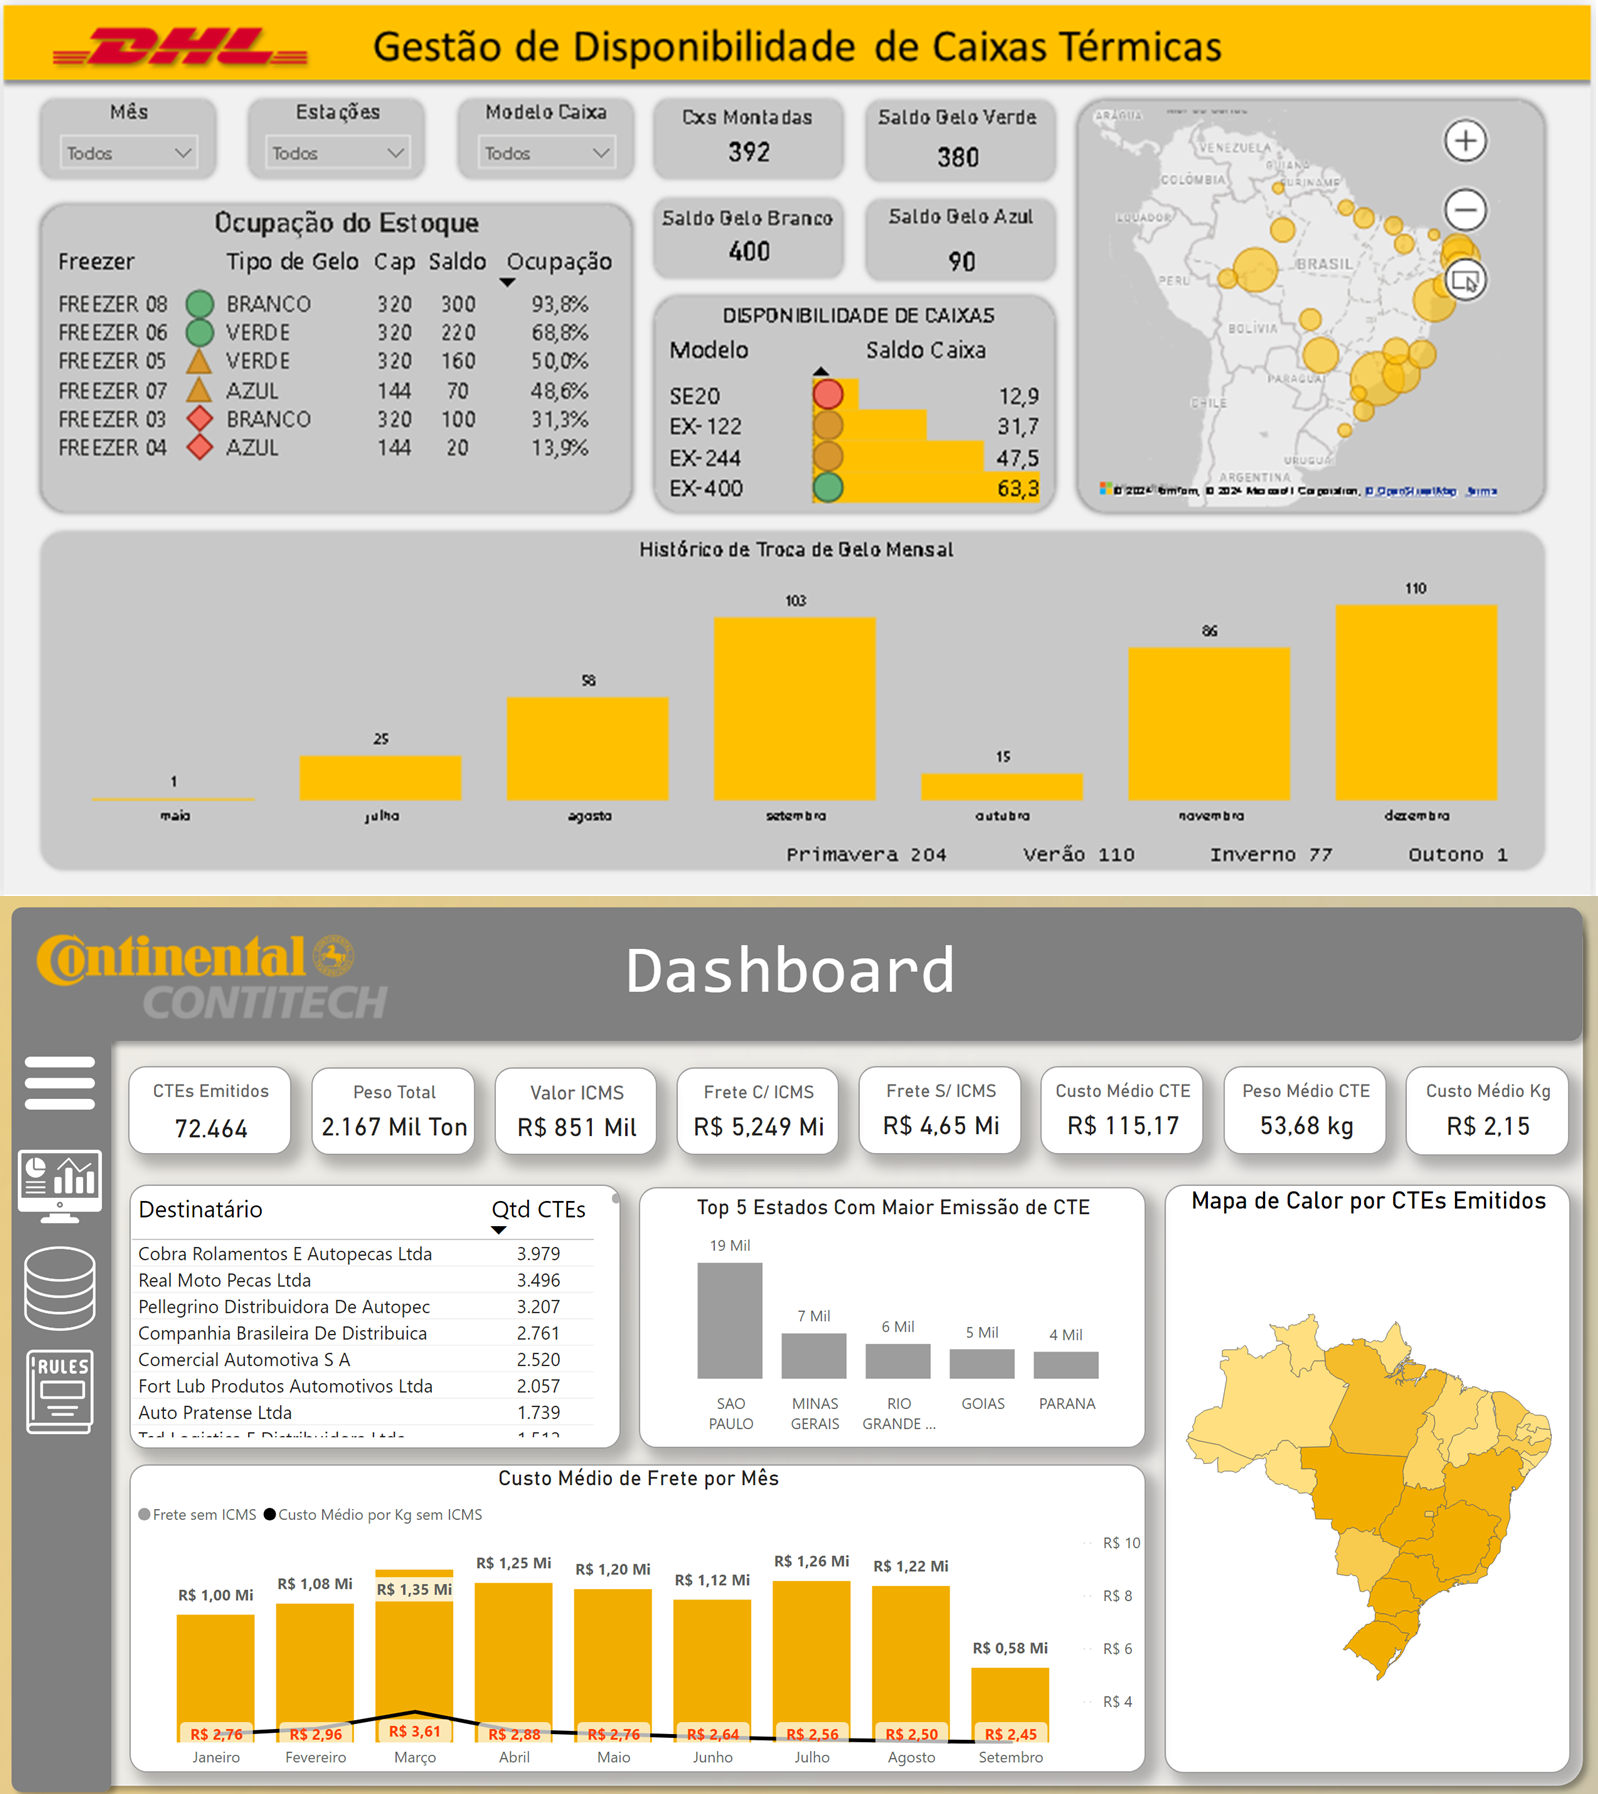 DHL
Gestão de Disponibilidade de Caixas Térmicas
Mês
Todos
Estações
Todos
Modelo Caixa
Todos
Cxs Montadas
392
Saldo Gelo Verde
380
Saldo Gelo Branco
400
Saldo Gelo Azul
90
Ocupação do Estoque
Freezer Tipo de Gelo Cap Saldo Ocupação
FREEZER 08 BRANCO 320 300 93,8%
FREEZER 06 VERDE 320 220 68,8%
FREEZER 05 VERDE 320 160 50,0%
FREEZER 07 AZUL 144 70 48,6%
FREEZER 03 BRANCO 320 100 31,3%
FREEZER 04 AZUL 144 20 13,9%
DISPONIBILIDADE DE CAIXAS
Modelo Saldo Caixa
SE20 12,9
EX-122 31,7
EX-244 47,5
EX-400 63,3
VENEZUELA
GUIANA
SURINAME
COLÔMBIA
EQUADOR
PERU
BRASIL
BOLÍVIA
PARAGUAI
CHILE
URUGUAI
ARGENTINA
© 2024 TomTom, © 2024 Microsoft Corporation, © OpenStreetMap Terms
Histórico de Troca de Gelo Mensal
1 25 58 103 15 86 110
maio julho agosto setembro outubro novembro dezembro
Primavera 204 Verão 110 Inverno 77 Outono 1
Continental
CONTITECH
Dashboard
CTEs Emitidos
72.464
Peso Total
2.167 Mil Ton
Valor ICMS
R$ 851 Mil
Frete C/ ICMS
R$ 5,249 Mi
Frete S/ ICMS
R$ 4,65 Mi
Custo Médio CTE
R$ 115,17
Peso Médio CTE
53,68 kg
Custo Médio Kg
R$ 2,15
RULES
Destinatário Qtd CTEs
Cobra Rolamentos E Autopecas Ltda 3.979
Real Moto Pecas Ltda 3.496
Pellegrino Distribuidora De Autopec 3.207
Companhia Brasileira De Distribuica 2.761
Comercial Automotiva S A 2.520
Fort Lub Produtos Automotivos Ltda 2.057
Auto Pratense Ltda 1.739
Top 5 Estados Com Maior Emissão de CTE
19 Mil 7 Mil 6 Mil 5 Mil 4 Mil
SAO PAULO
MINAS GERAIS
RIO GRANDE ...
GOIAS
PARANA
Mapa de Calor por CTEs Emitidos
Custo Médio de Frete por Mês
Frete sem ICMS Custo Médio por Kg sem ICMS
R$ 1,00 Mi R$ 1,08 Mi R$ 1,35 Mi R$ 1,25 Mi R$ 1,20 Mi R$ 1,12 Mi R$ 1,26 Mi R$ 1,22 Mi R$ 0,58 Mi
R$ 10
R$ 8
R$ 6
R$ 4
R$ 2,76 R$ 2,96 R$ 3,61 R$ 2,88 R$ 2,76 R$ 2,64 R$ 2,56 R$ 2,50 R$ 2,45
Janeiro Fevereiro Março Abril Maio Junho Julho Agosto Setembro